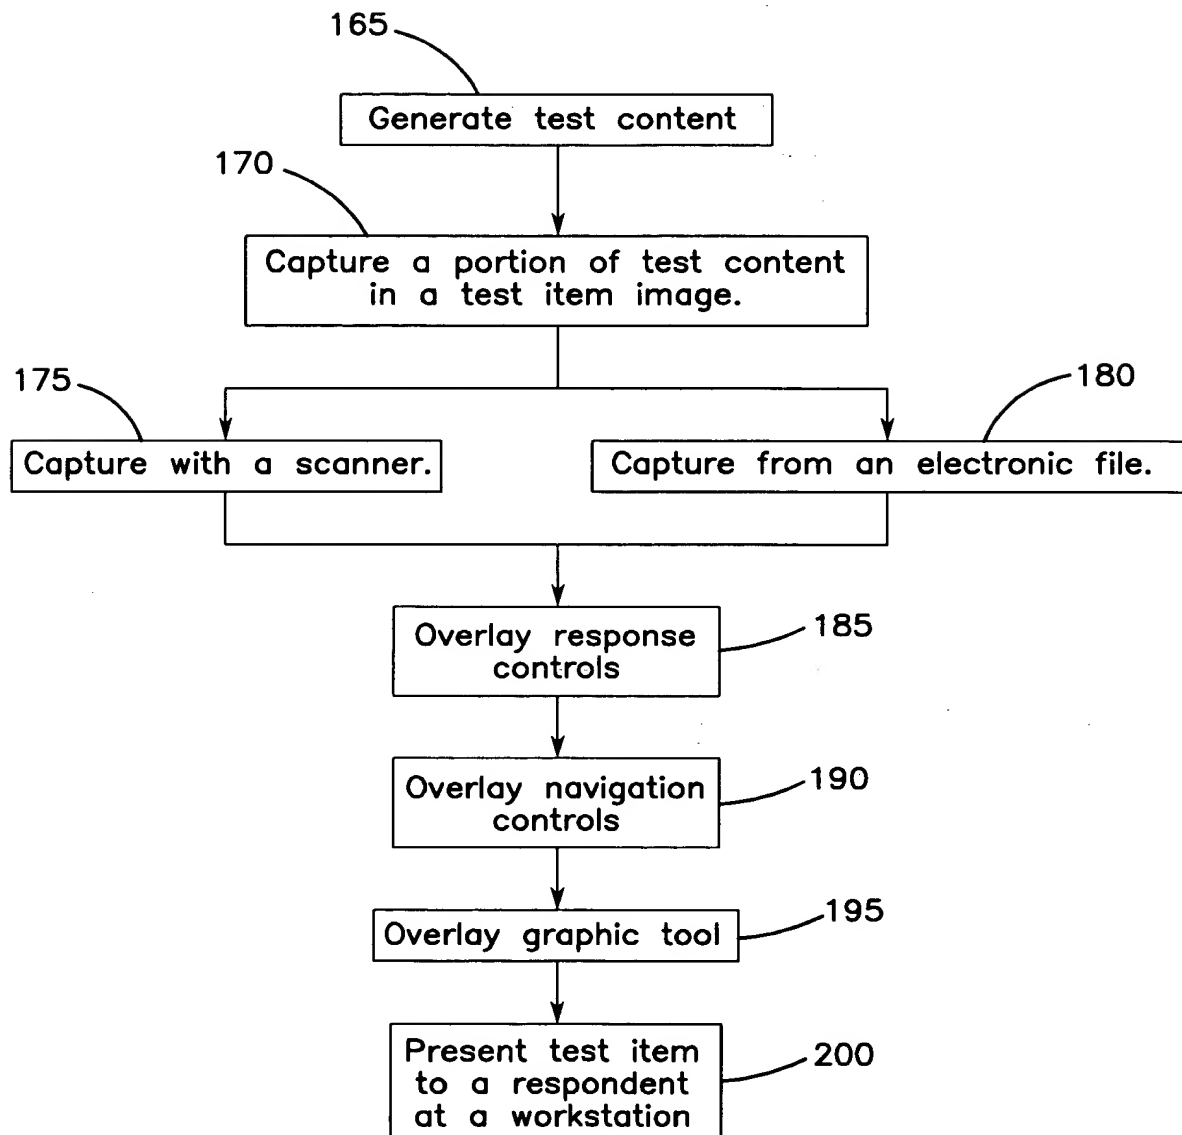 165
Generate test content
170
Capture a portion of test content
in a test item image.
175
180
Capture with a scanner.
Capture from an electronic file.
Overlay response
controls
185
Overlay navigation
controls
190
Overlay graphic tool
195
Present test item
to a respondent
at a workstation
200